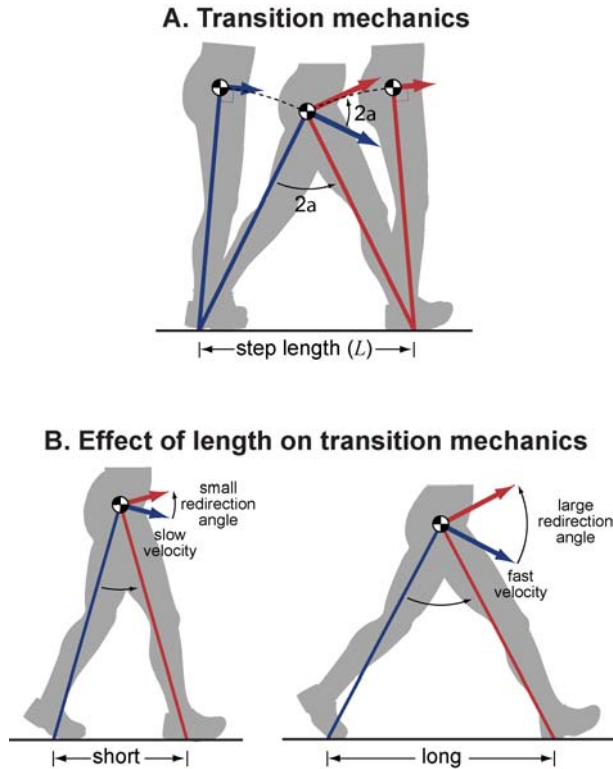 A. Transition mechanics
2a
2a
step length (L)
B. Effect of length on transition mechanics
small
redirection
angle
slow
velocity
short
large
redirection
angle
fast
velocity
long